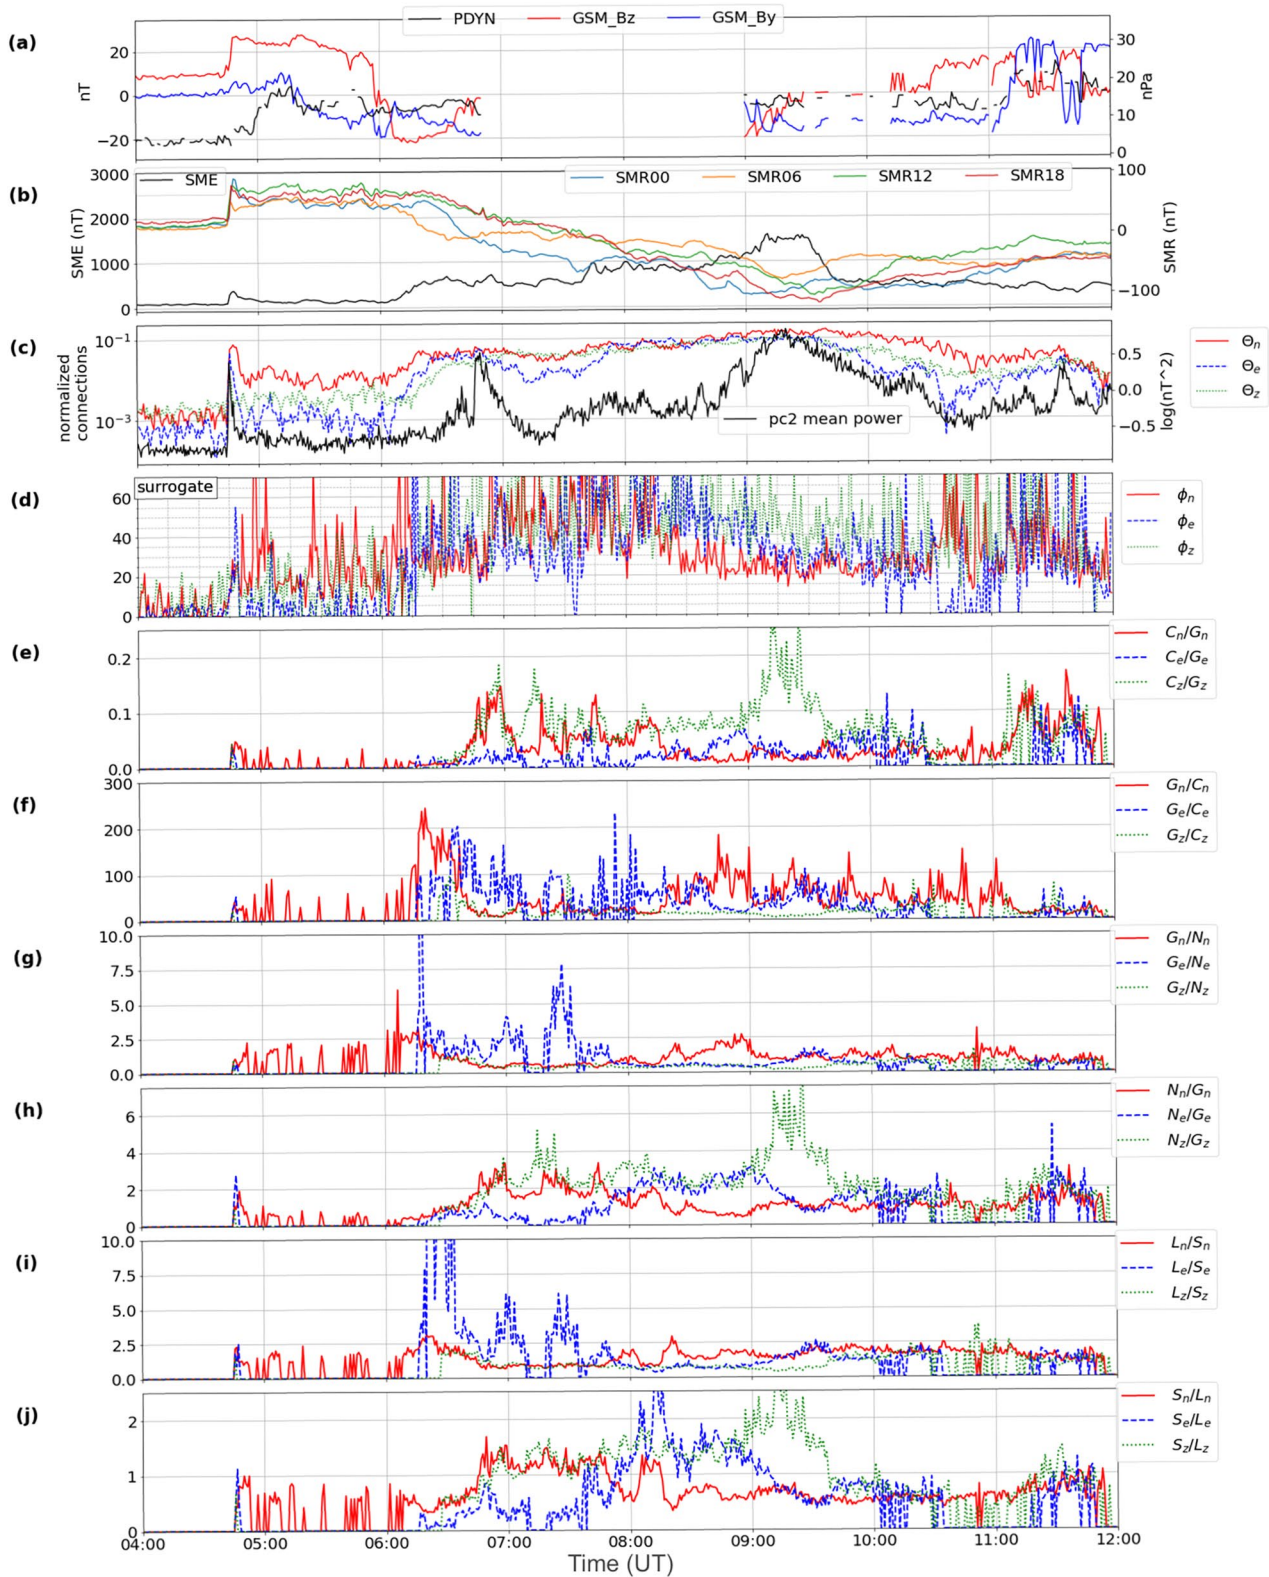 PDYN GSM_Bz GSM_By
(a)
20
0
−20
nT
30
20
10
0
nPa
(b)
SME
SMR00 SMR06 SMR12 SMR18
3000
2000
1000
0
SME (nT)
100
0
−100
SMR (nT)
(c)
10⁻¹
10⁻³
normalized
connections
pc2 mean power
0.5
0.0
−0.5
log(nT^2)
Θn
Θe
Θz
(d)
surrogate
60
40
20
0
ϕn
ϕe
ϕz
(e)
0.2
0.1
0.0
Cn/Gn
Ce/Ge
Cz/Gz
(f)
300
200
100
0
Gn/Cn
Ge/Ce
Gz/Cz
(g)
10.0
7.5
5.0
2.5
0.0
Gn/Nn
Ge/Ne
Gz/Nz
(h)
6
4
2
0
Nn/Gn
Ne/Ge
Nz/Gz
(i)
10.0
7.5
5.0
2.5
0.0
Ln/Sn
Le/Se
Lz/Sz
(j)
2
1
0
Sn/Ln
Se/Le
Sz/Lz
04:00 05:00 06:00 07:00 08:00 09:00 10:00 11:00 12:00
Time (UT)